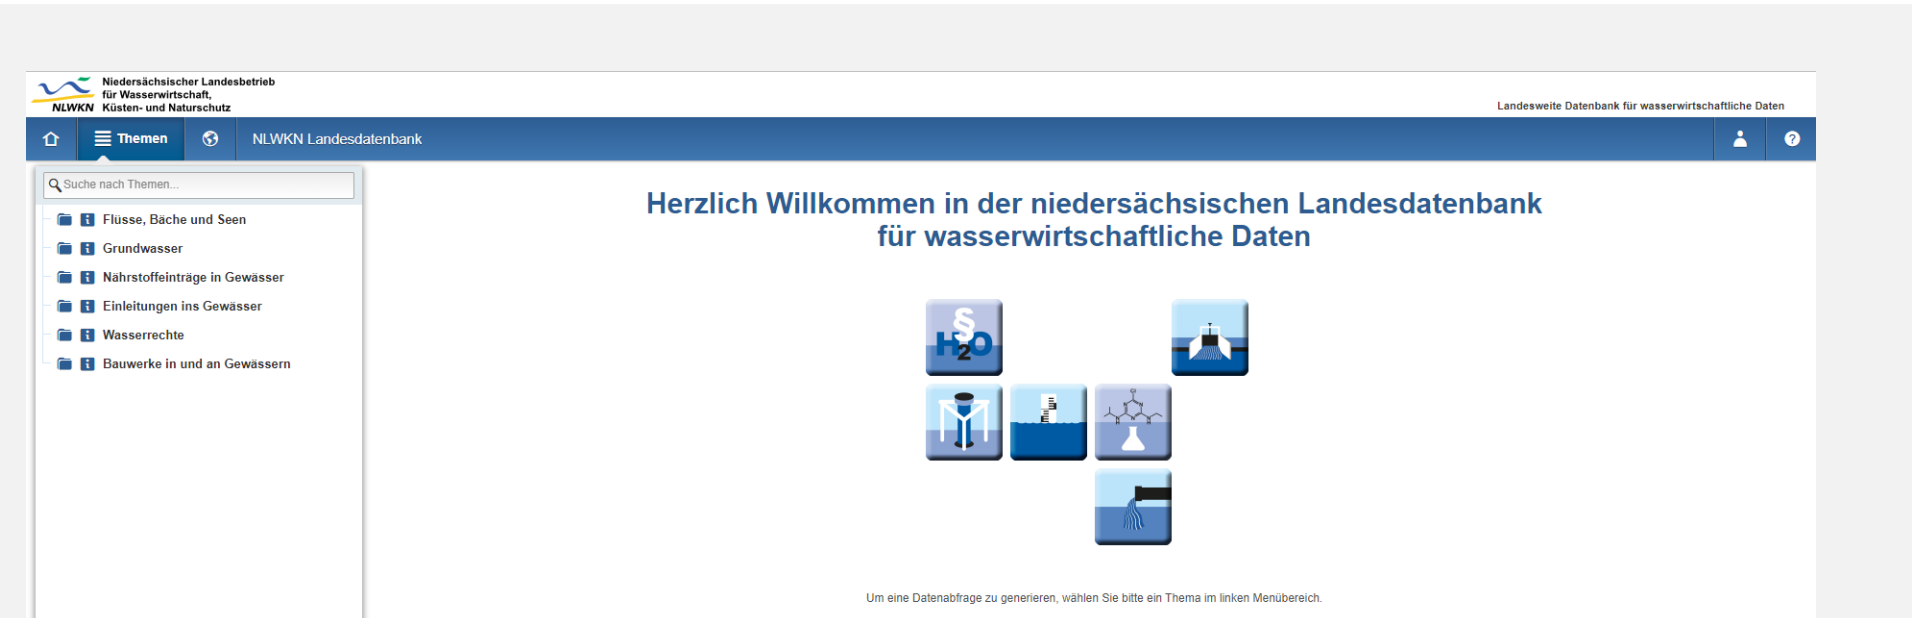 Niedersächsischer Landesbetrieb
für Wasserwirtschaft,
Küsten- und Naturschutz
NLWKN
Landesweite Datenbank für wasserwirtschaftliche Daten
Themen
NLWKN Landesdatenbank
Suche nach Themen...
Flüsse, Bäche und Seen
Grundwasser
Nährstoffeinträge in Gewässer
Einleitungen ins Gewässer
Wasserrechte
Bauwerke in und an Gewässern
Herzlich Willkommen in der niedersächsischen Landesdatenbank
für wasserwirtschaftliche Daten
§
H2O
Um eine Datenabfrage zu generieren, wählen Sie bitte ein Thema im linken Menübereich.